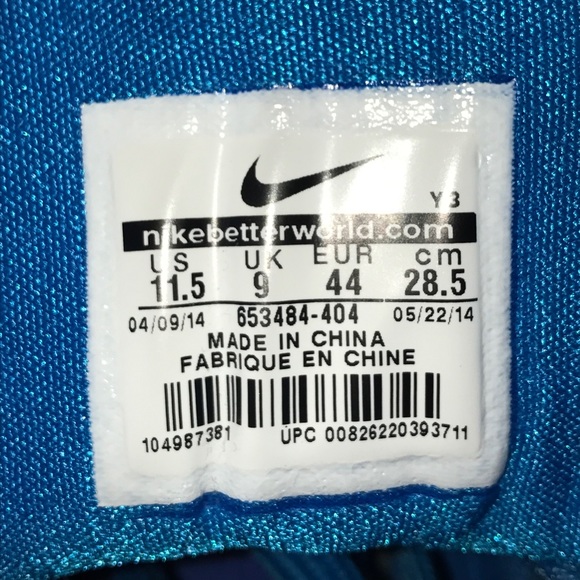 Y3
nikebetterworld.com
US UK EUR cm
11.5 9 44 28.5
04/09/14 653484-404 05/22/14
MADE IN CHINA
FABRIQUE EN CHINE
104987381 UPC 00826220393711